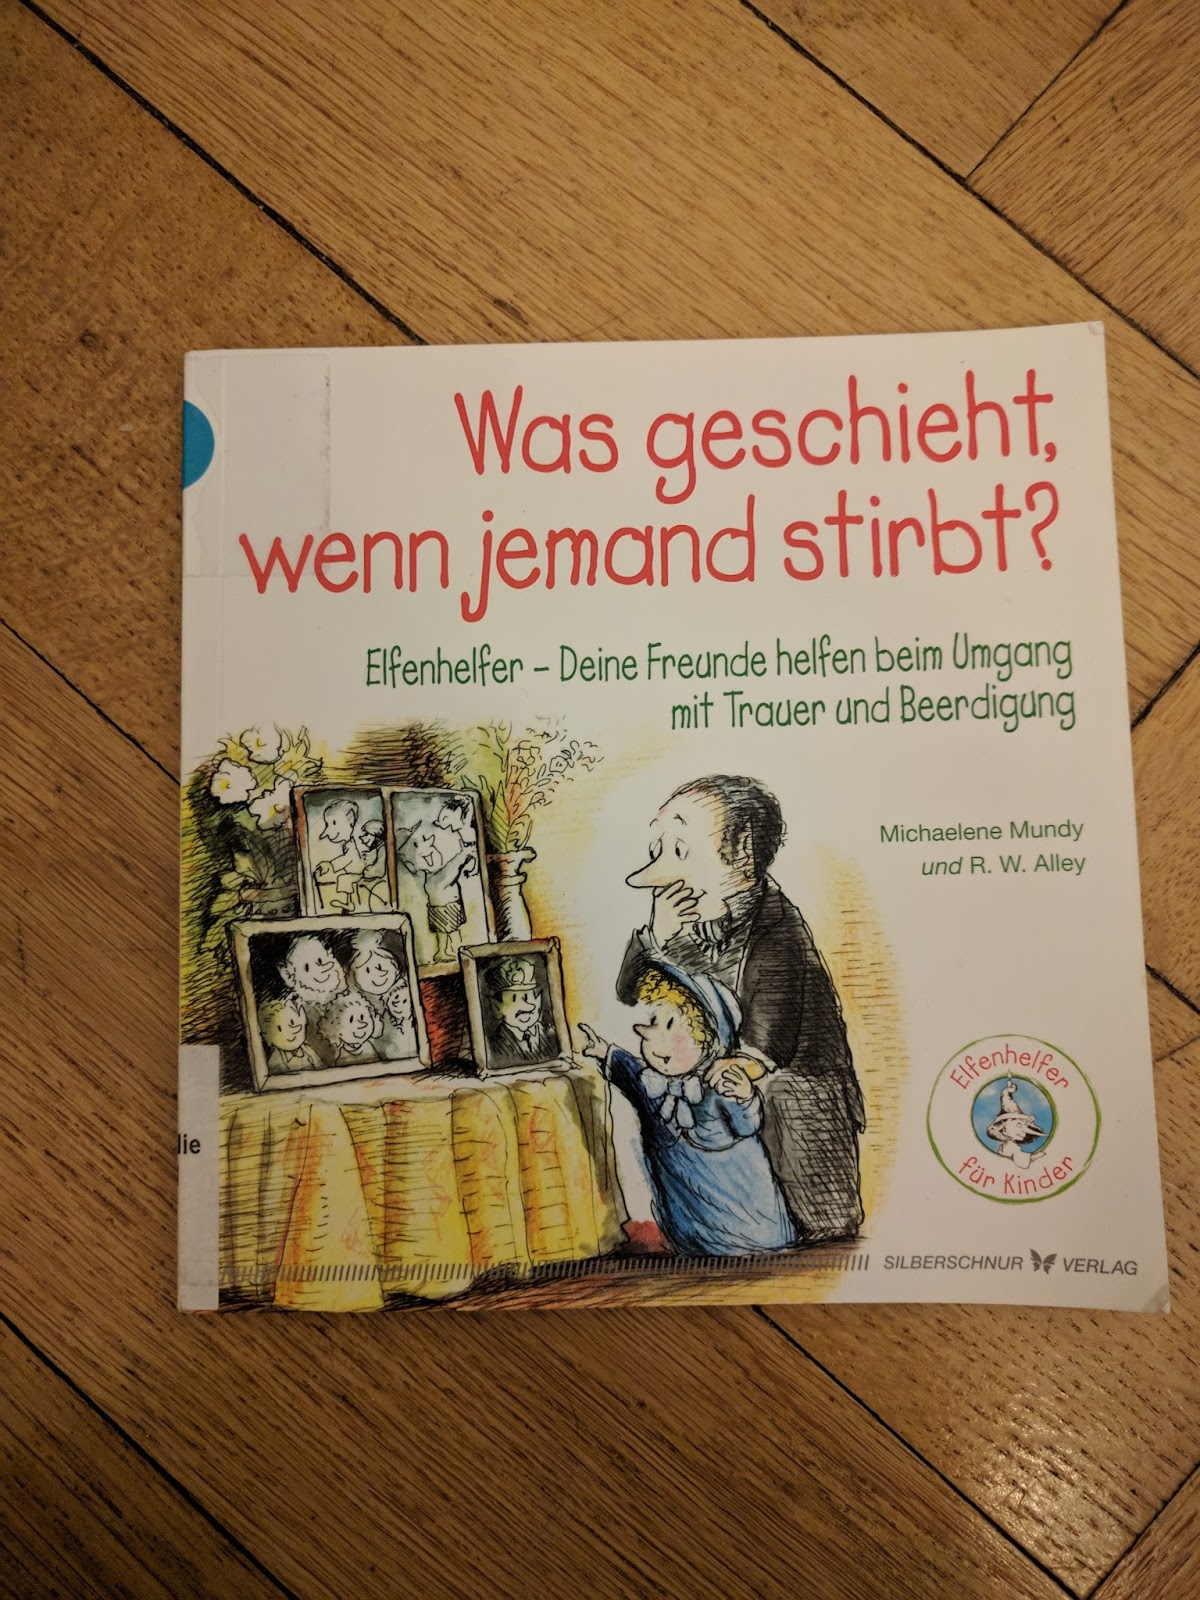 Was geschieht,
wenn jemand stirbt?
Elfenhelfer – Deine Freunde helfen beim Umgang
mit Trauer und Beerdigung
Michaelene Mundy
und R. W. Alley
lie
Elfenhelfer
für Kinder
SILBERSCHNUR VERLAG